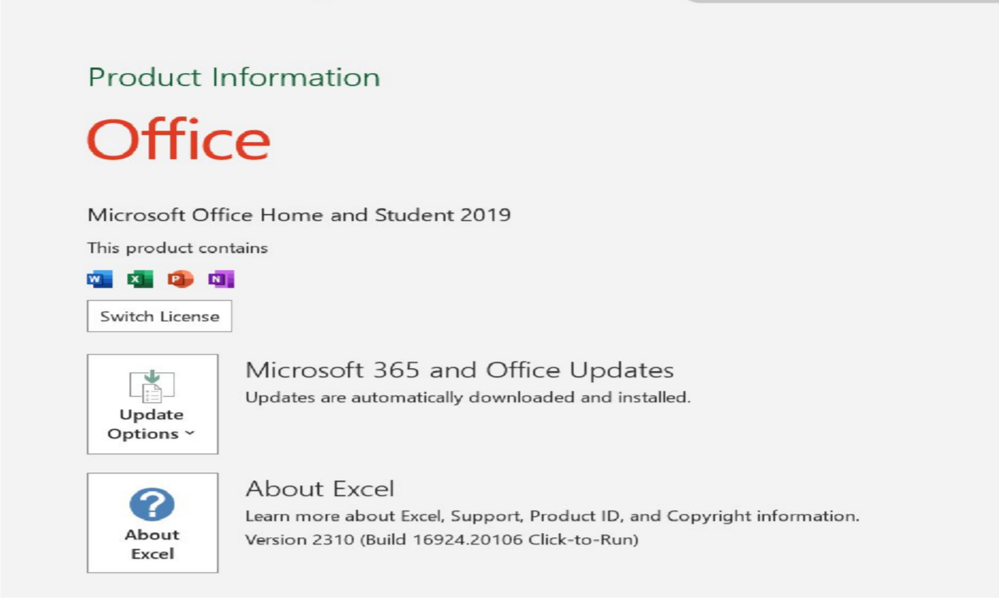 Product Information
Office
Microsoft Office Home and Student 2019
This product contains
W X P N
Switch License
Update
Options
Microsoft 365 and Office Updates
Updates are automatically downloaded and installed.
About
Excel
About Excel
Learn more about Excel, Support, Product ID, and Copyright information.
Version 2310 (Build 16924.20106 Click-to-Run)